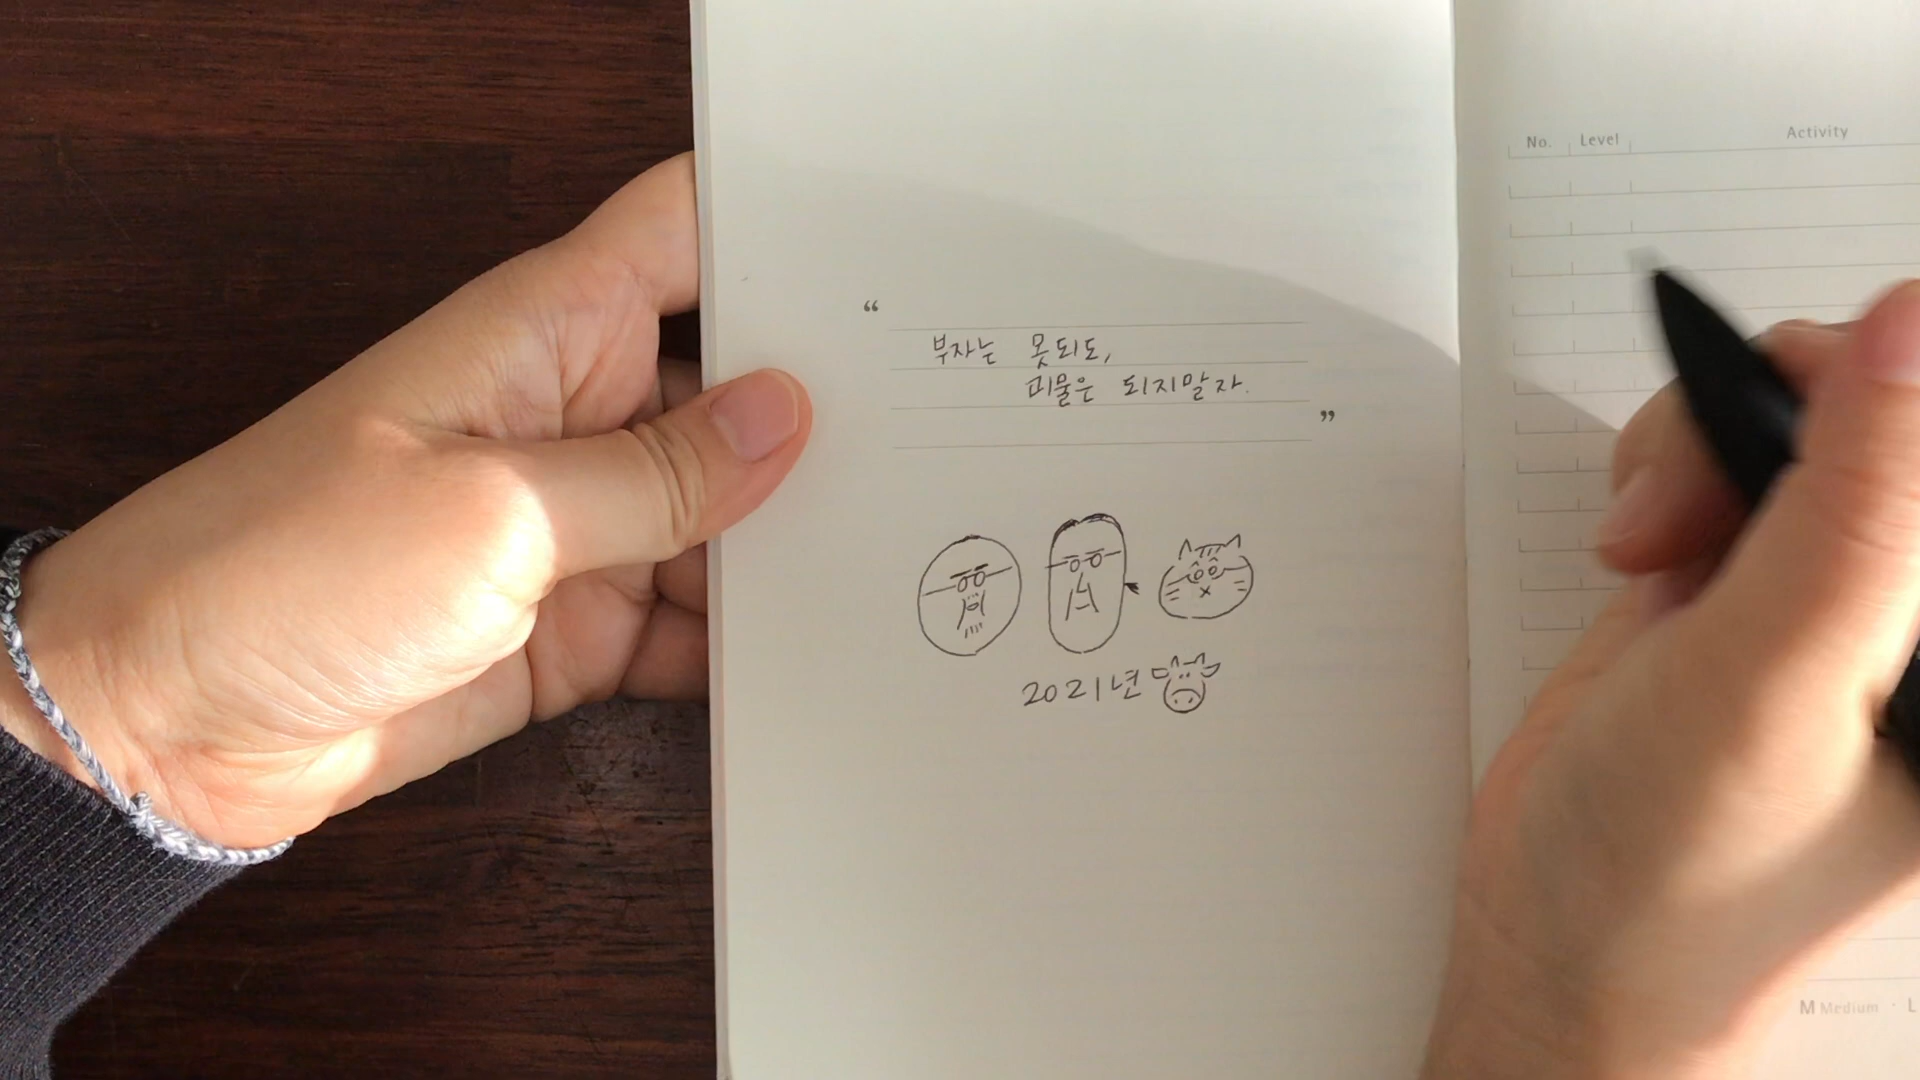 “
부자는 못되도,
괴물은 되지말자.
”
2021년
No. Level Activity
M Medium · L